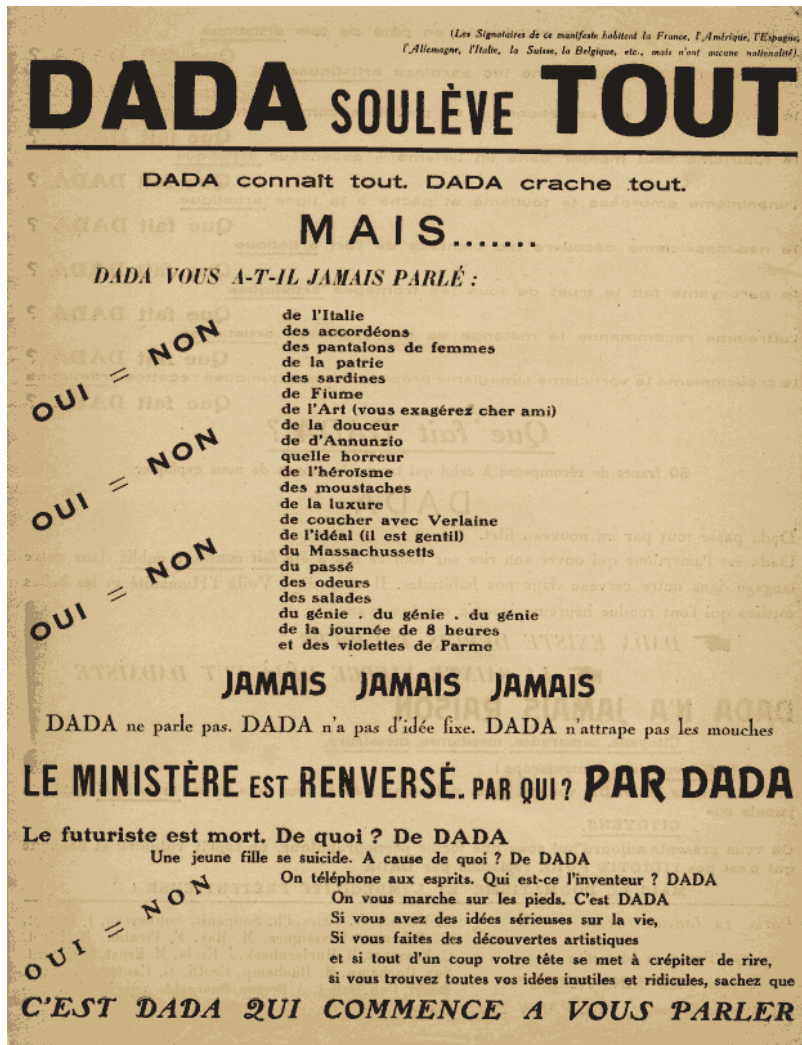 (Les Signataires de ce manifeste habitent la France, l'Amérique, l'Espagne,
l'Allemagne, l'Italie, la Suisse, la Belgique, etc., mais n'ont aucune nationalité).
DADA SOULÈVE TOUT
DADA connaît tout. DADA crache tout.
MAIS.......
DADA VOUS A-T-IL JAMAIS PARLÉ :
de l'Italie
des accordéons
des pantalons de femmes
de la patrie
des sardines
de Fiume
de l'Art (vous exagérez cher ami)
de la douceur
de d'Annunzio
quelle horreur
de l'héroïsme
des moustaches
de la luxure
de coucher avec Verlaine
de l'idéal (il est gentil)
du Massachussetts
du passé
des odeurs
des salades
du génie . du génie . du génie
de la journée de 8 heures
et des violettes de Parme
OUI = NON
OUI = NON
OUI = NON
JAMAIS JAMAIS JAMAIS
DADA ne parle pas. DADA n'a pas d'idée fixe. DADA n'attrape pas les mouches
LE MINISTÈRE EST RENVERSÉ. PAR QUI? PAR DADA
Le futuriste est mort. De quoi ? De DADA
Une jeune fille se suicide. A cause de quoi ? De DADA
On téléphone aux esprits. Qui est-ce l'inventeur ? DADA
On vous marche sur les pieds. C'est DADA
Si vous avez des idées sérieuses sur la vie,
Si vous faites des découvertes artistiques
et si tout d'un coup votre tête se met à crépiter de rire,
si vous trouvez toutes vos idées inutiles et ridicules, sachez que
OUI = NON
C'EST DADA QUI COMMENCE A VOUS PARLER